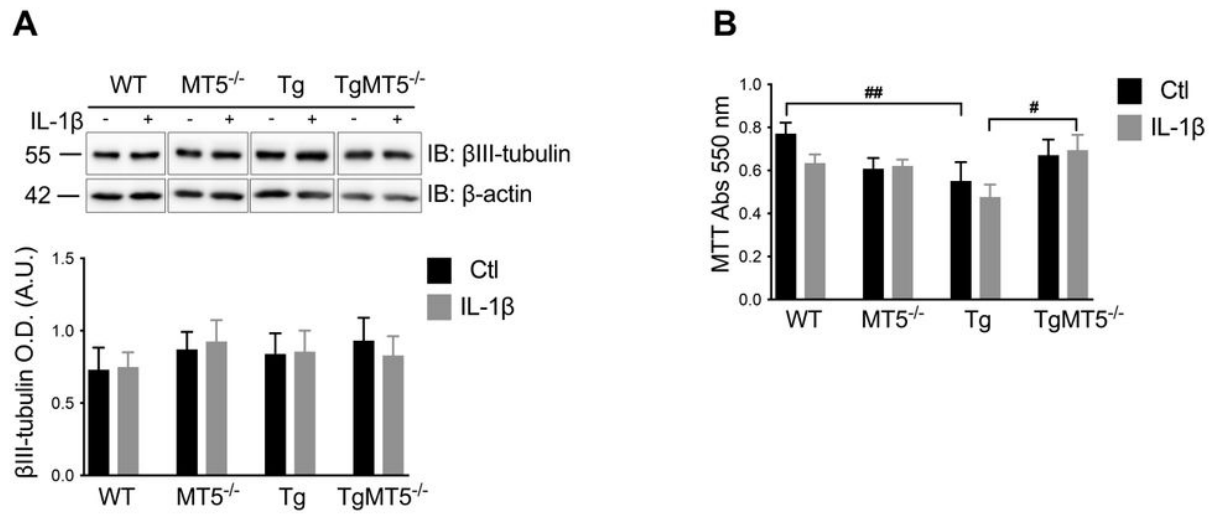 A
WT MT5-/- Tg TgMT5-/-
IL-1β - + - + - + - +
55 IB: βIII-tubulin
42 IB: β-actin
βIII-tubulin O.D. (A.U.)
1.5
1.0
0.5
0.0
WT MT5-/- Tg TgMT5-/-
Ctl
IL-1β
B
MTT Abs 550 nm
1.0
0.8
0.6
0.4
0.2
0.0
## #
WT MT5-/- Tg TgMT5-/-
Ctl
IL-1β